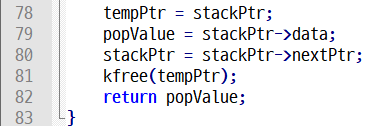 78 tempPtr = stackPtr;
79 popValue = stackPtr->data;
80 stackPtr = stackPtr->nextPtr;
81 kfree(tempPtr);
82 return popValue;
83 }